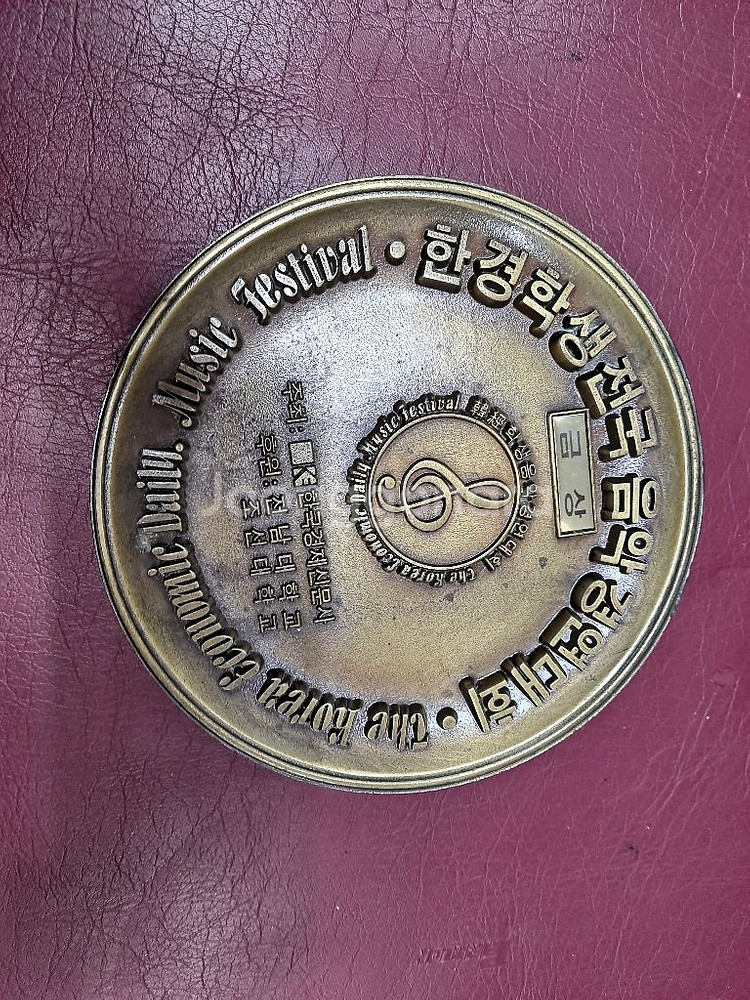 한경학생전국음악경연대회
The Korea Economic Daily. Music Festival
금상
The Korea Economic Daily Music Festival
주최: 한국경제신문사
후원: 전남대학교
조선대학교